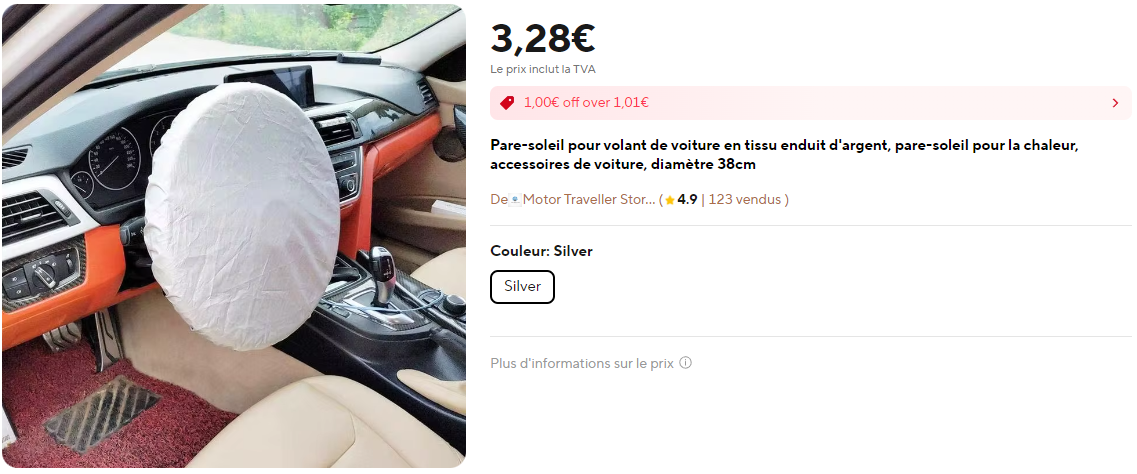 3,28€
Le prix inclut la TVA
1,00€ off over 1,01€
Pare-soleil pour volant de voiture en tissu enduit d'argent, pare-soleil pour la chaleur,
accessoires de voiture, diamètre 38cm
De Motor Traveller Stor... ( 4.9 | 123 vendus )
Couleur: Silver
Silver
Plus d'informations sur le prix